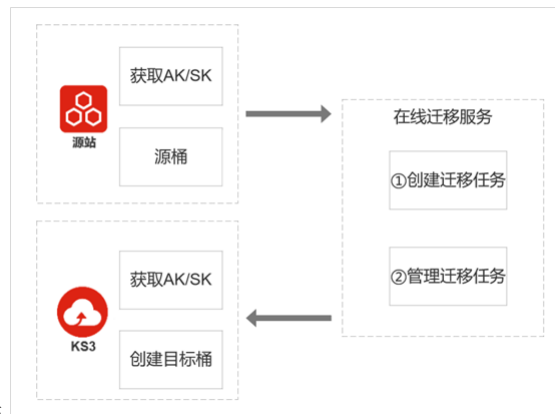 获取AK/SK
源站
源桶
在线迁移服务
①创建迁移任务
②管理迁移任务
获取AK/SK
KS3
创建目标桶